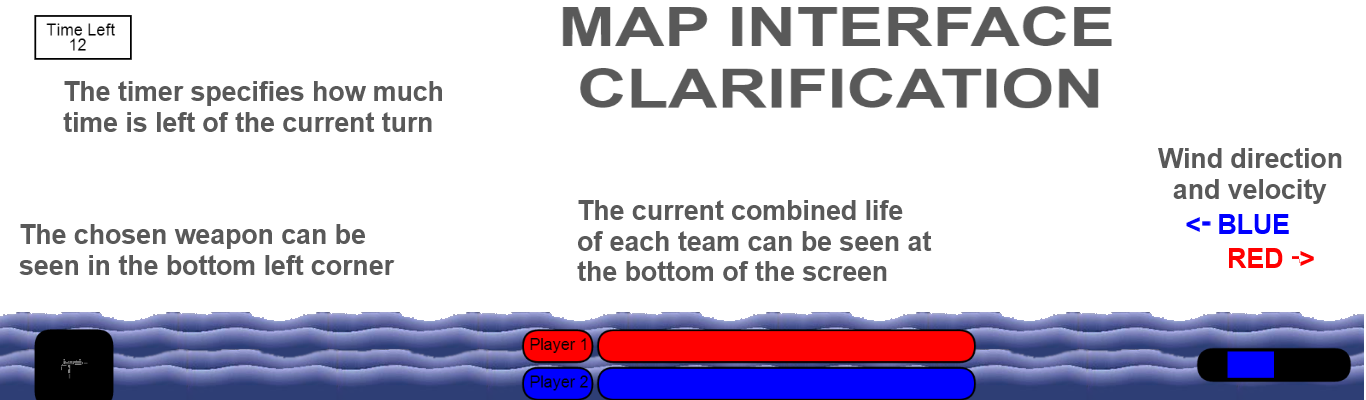 Time Left
12
MAP INTERFACE
CLARIFICATION
The timer specifies how much
time is left of the current turn
Wind direction
and velocity
<- BLUE
RED ->
The chosen weapon can be
seen in the bottom left corner
The current combined life
of each team can be seen at
the bottom of the screen
Player 1
Player 2